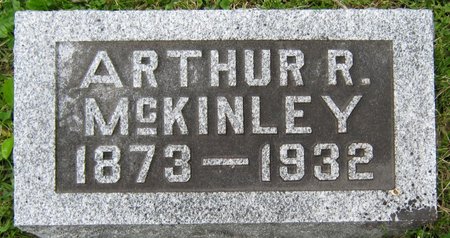 ARTHUR R.
McKINLEY
1873 — 1932